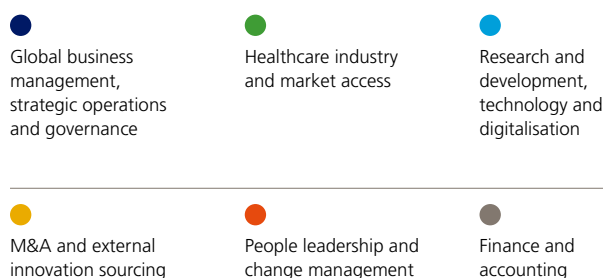 Global business
management,
strategic operations
and governance
Healthcare industry
and market access
Research and
development,
technology and
digitalisation
M&A and external
innovation sourcing
People leadership and
change management
Finance and
accounting